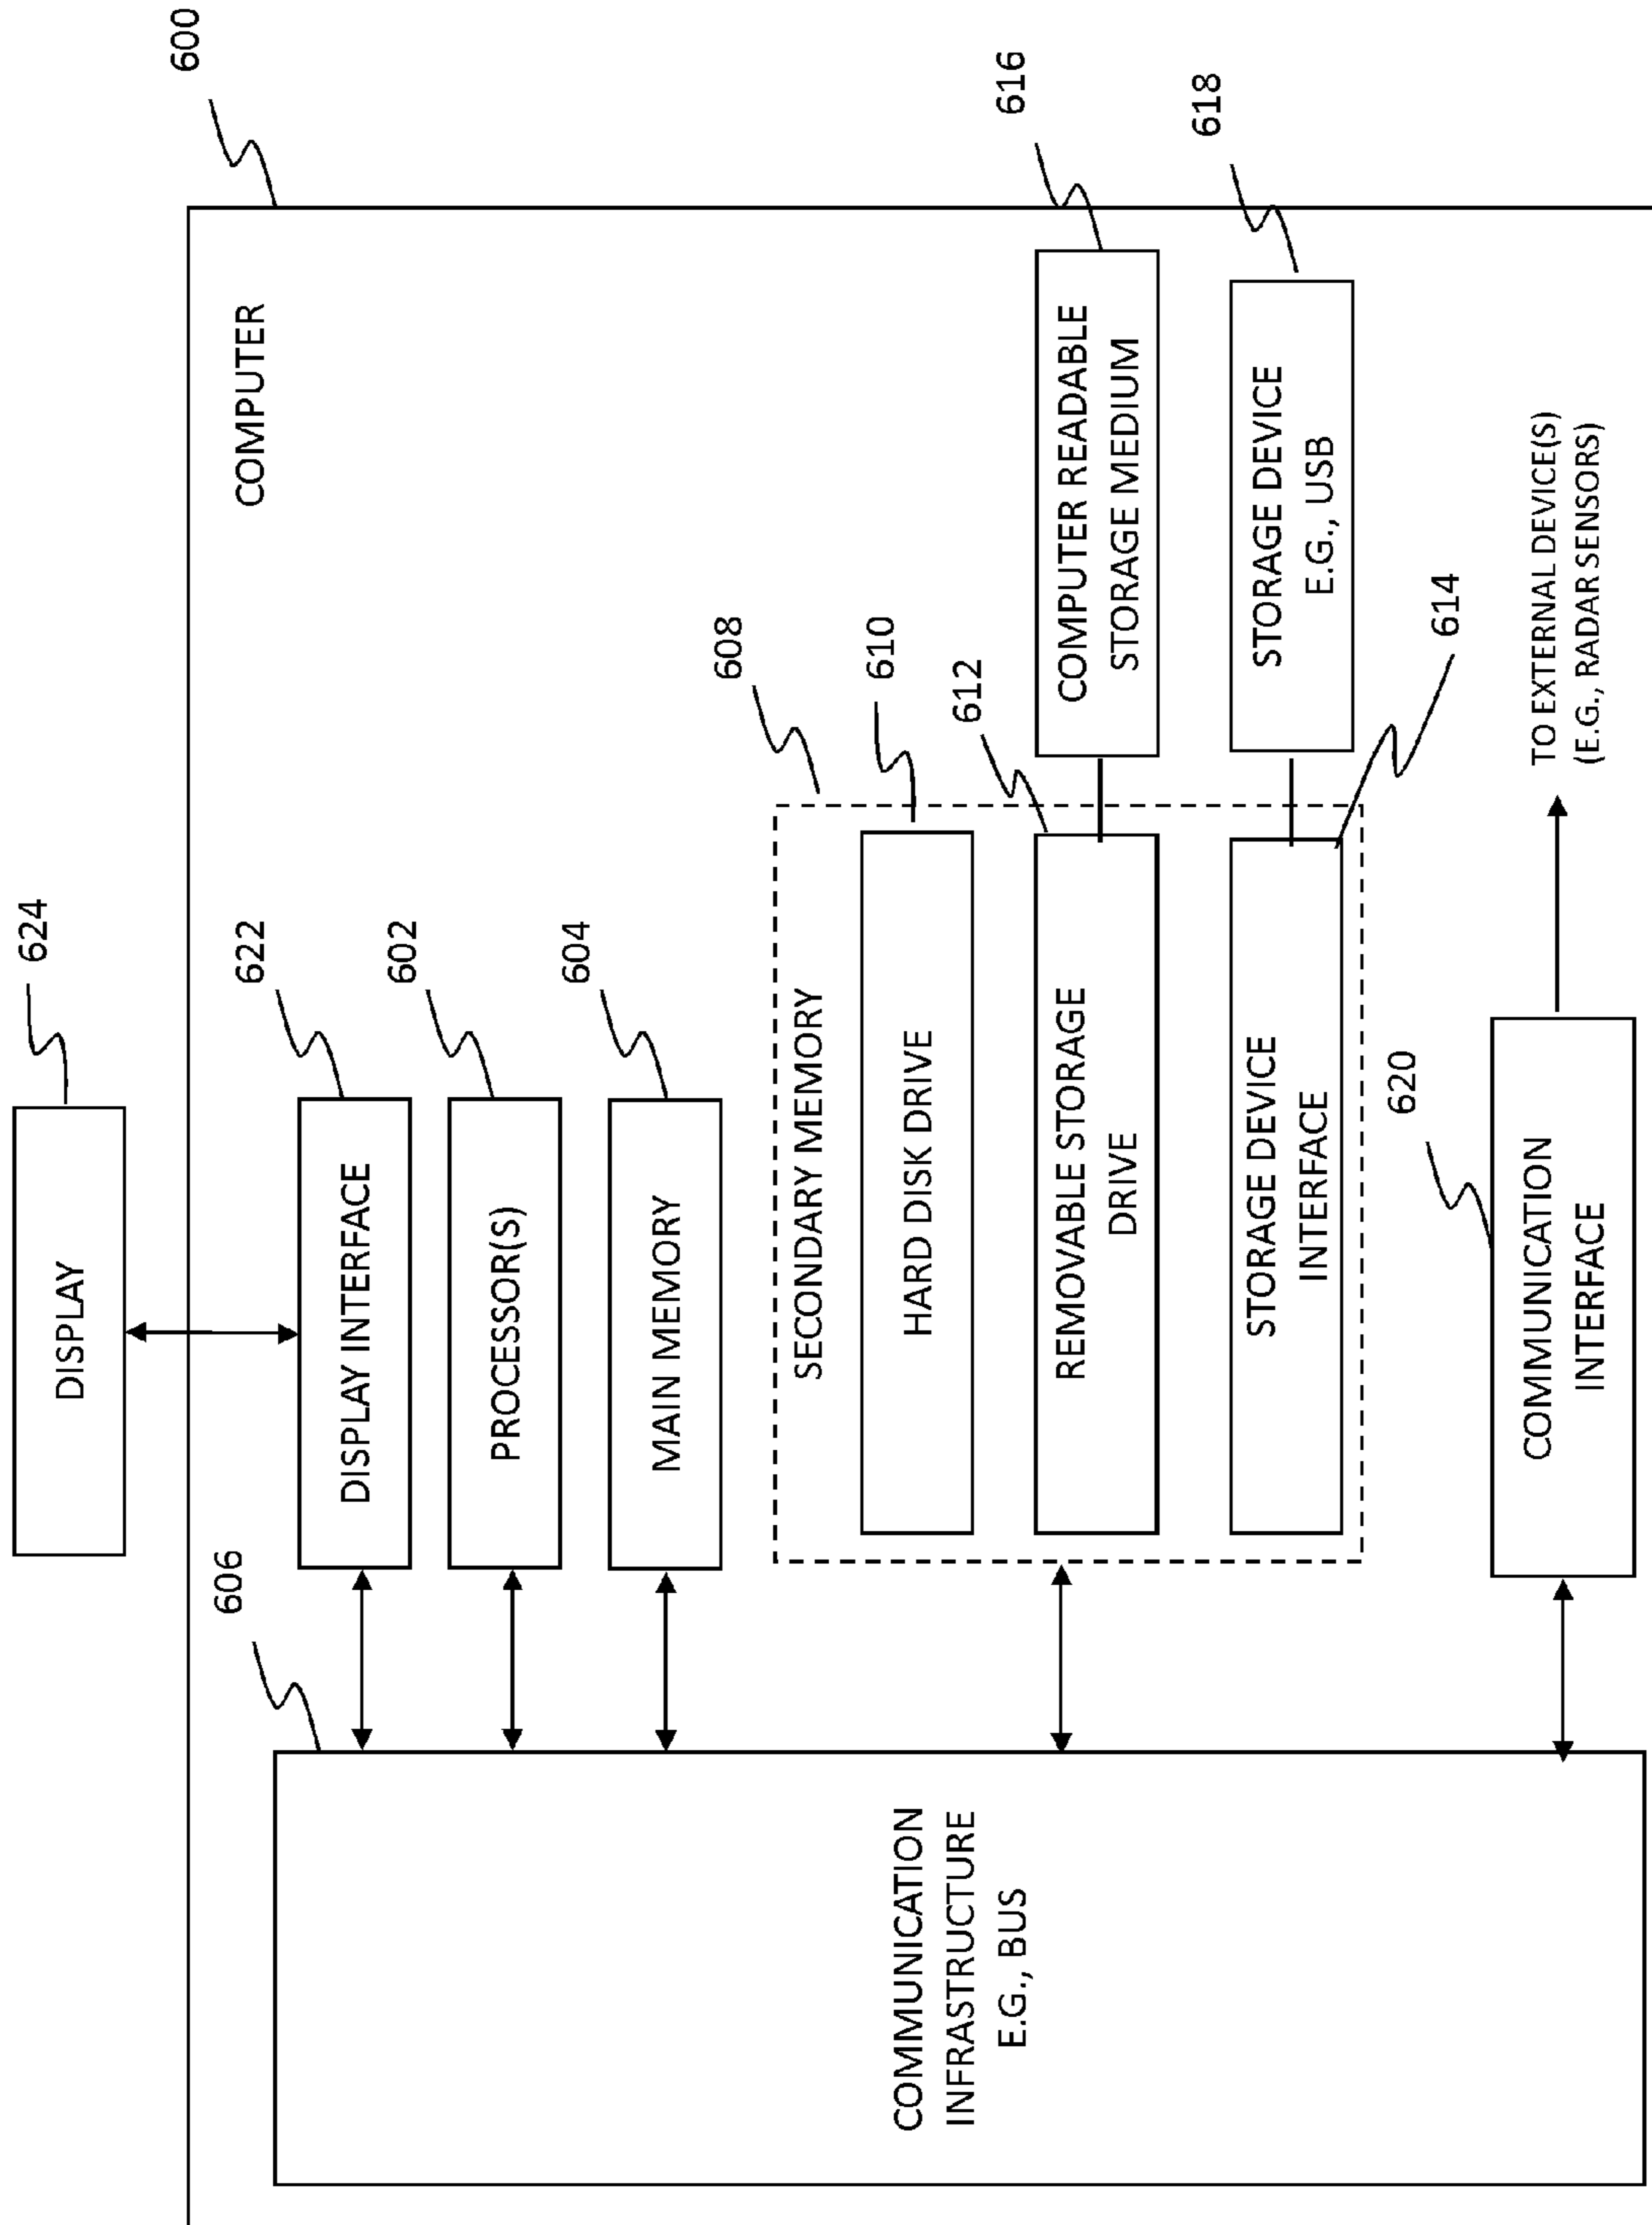 624
DISPLAY
600
COMPUTER
606
622
DISPLAY INTERFACE
602
PROCESSOR(S)
604
MAIN MEMORY
608
SECONDARY MEMORY
610
HARD DISK DRIVE
612
REMOVABLE STORAGE
DRIVE
616
COMPUTER READABLE
STORAGE MEDIUM
618
STORAGE DEVICE
INTERFACE
STORAGE DEVICE
E.G., USB
614
620
COMMUNICATION
INTERFACE
TO EXTERNAL DEVICE(S)
(E.G., RADAR SENSORS)
COMMUNICATION
INFRASTRUCTURE
E.G., BUS